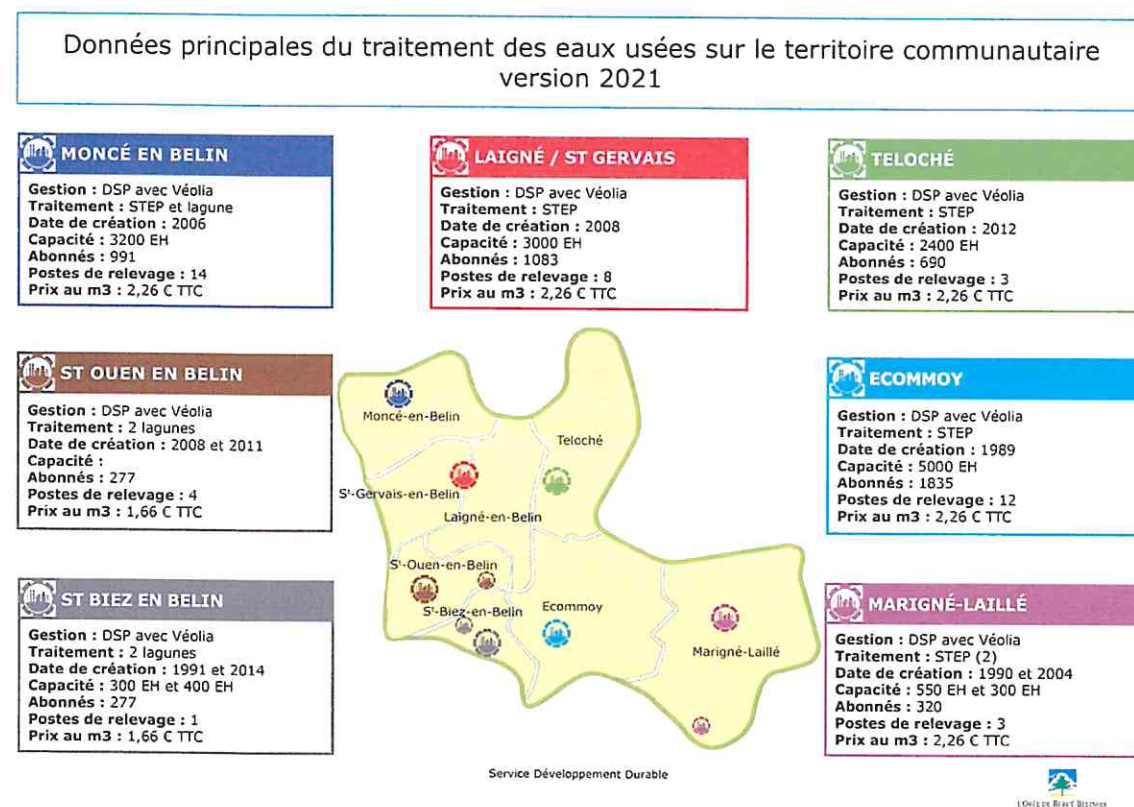 Données principales du traitement des eaux usées sur le territoire communautaire
version 2021
MONCÉ EN BELIN
Gestion : DSP avec Véolia
Traitement : STEP et lagune
Date de création : 2006
Capacité : 3200 EH
Abonnés : 991
Postes de relevage : 14
Prix au m3 : 2,26 C TTC
LAIGNÉ / ST GERVAIS
Gestion : DSP avec Véolia
Traitement : STEP
Date de création : 2008
Capacité : 3000 EH
Abonnés : 1083
Postes de relevage : 8
Prix au m3 : 2,26 C TTC
TELOCHÉ
Gestion : DSP avec Véolia
Traitement : STEP
Date de création : 2012
Capacité : 2400 EH
Abonnés : 690
Postes de relevage : 3
Prix au m3 : 2,26 C TTC
ST OUEN EN BELIN
Gestion : DSP avec Véolia
Traitement : 2 lagunes
Date de création : 2008 et 2011
Capacité :
Abonnés : 277
Postes de relevage : 4
Prix au m3 : 1,66 C TTC
ECOMMOY
Gestion : DSP avec Véolia
Traitement : STEP
Date de création : 1989
Capacité : 5000 EH
Abonnés : 1835
Postes de relevage : 12
Prix au m3 : 2,26 C TTC
ST BIEZ EN BELIN
Gestion : DSP avec Véolia
Traitement : 2 lagunes
Date de création : 1991 et 2014
Capacité : 300 EH et 400 EH
Abonnés : 277
Postes de relevage : 1
Prix au m3 : 1,66 C TTC
MARIGNÉ-LAILLÉ
Gestion : DSP avec Véolia
Traitement : STEP (2)
Date de création : 1990 et 2004
Capacité : 550 EH et 300 EH
Abonnés : 320
Postes de relevage : 3
Prix au m3 : 2,26 C TTC
Moncé-en-Belin
Teloché
Sᵗ-Gervais-en-Belin
Laigné-en-Belin
Sᵗ-Ouen-en-Belin
Sᵗ-Biez-en-Belin
Ecommoy
Marigné-Laillé
Service Développement Durable
L'Orée de Bercé Belinois